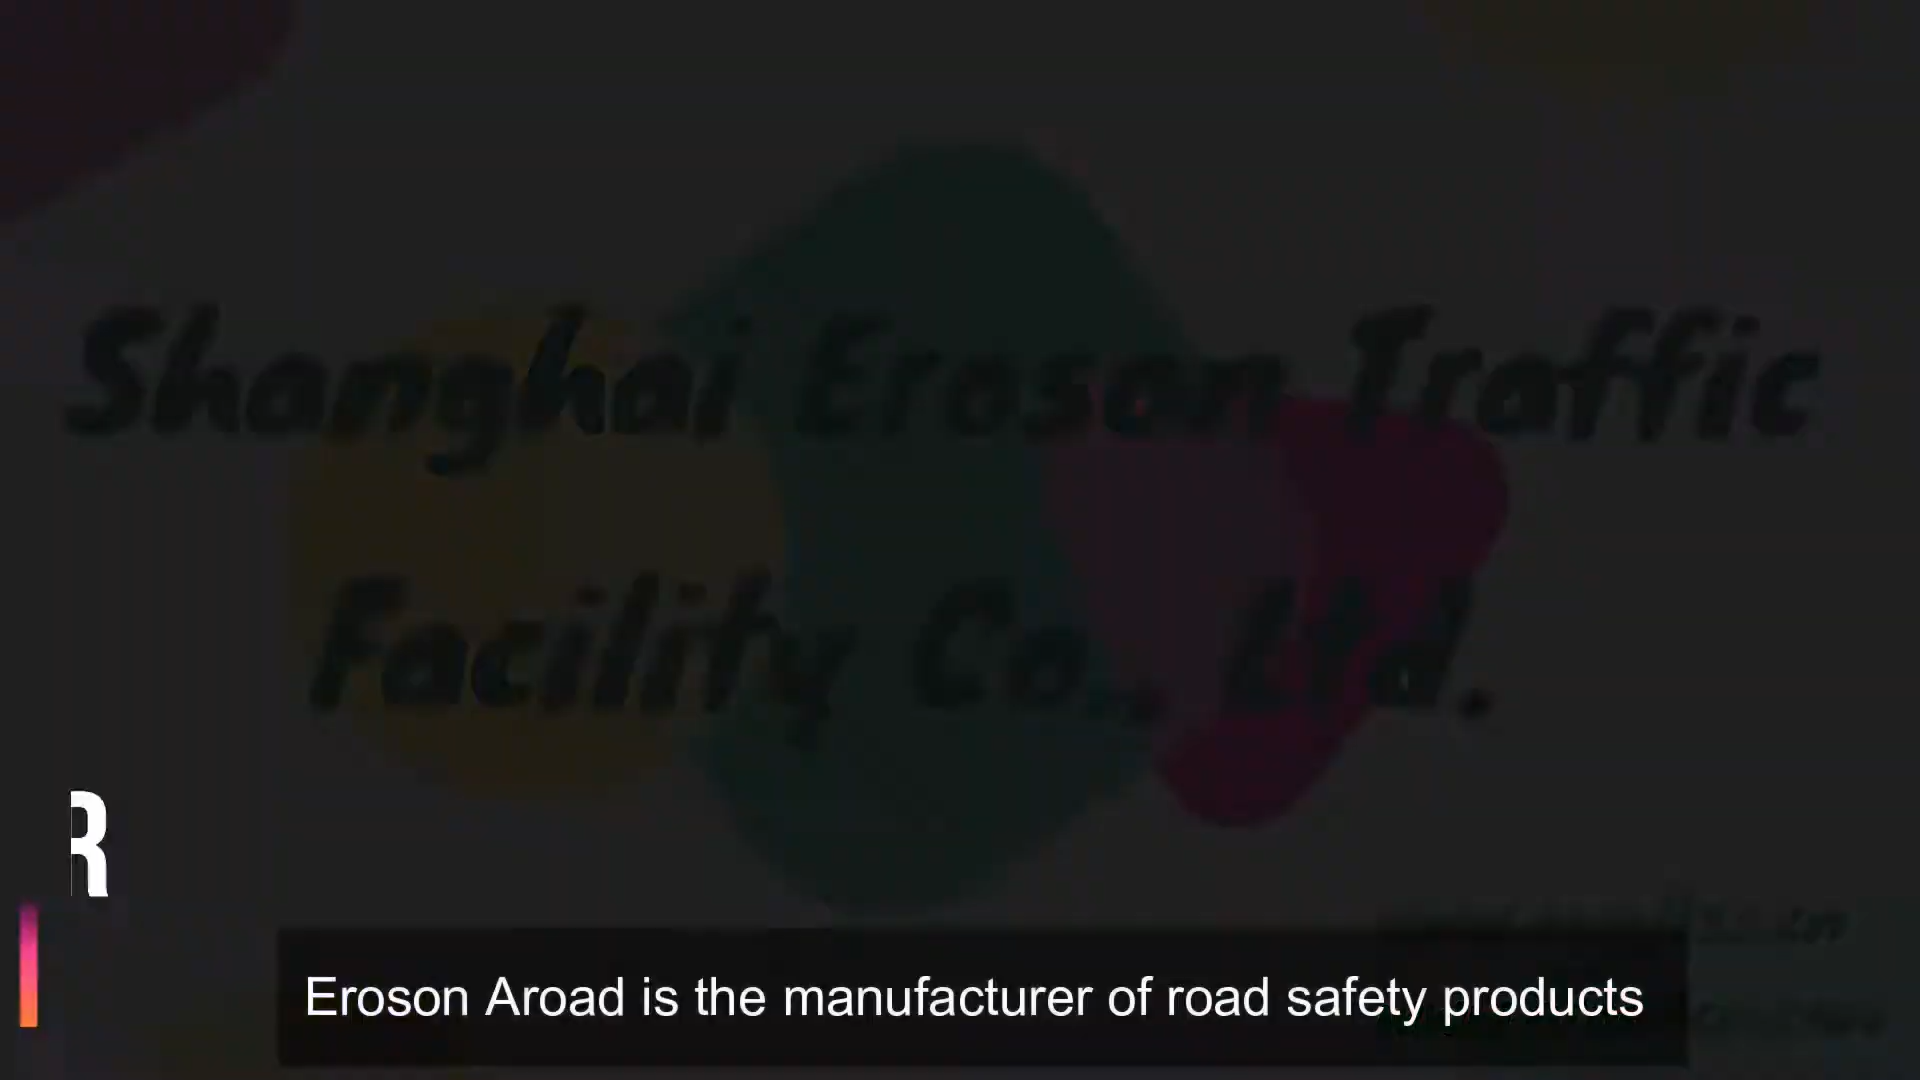 Shanghai Eroson Traffic
Facility Co., Ltd.
R
Eroson Aroad is the manufacturer of road safety products